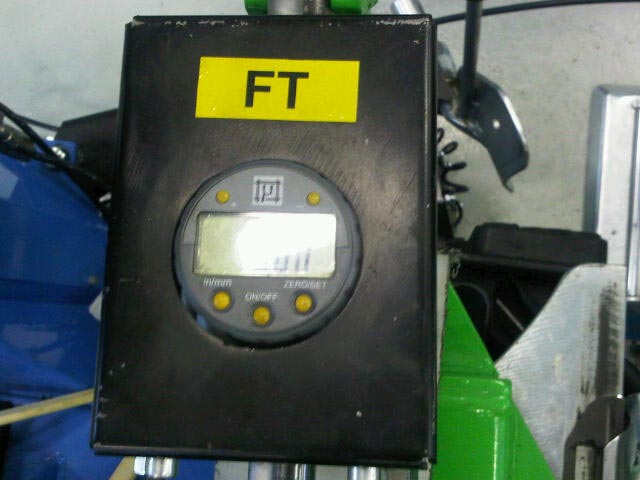 FT
in/mm
ZERO/SET
ON/OFF